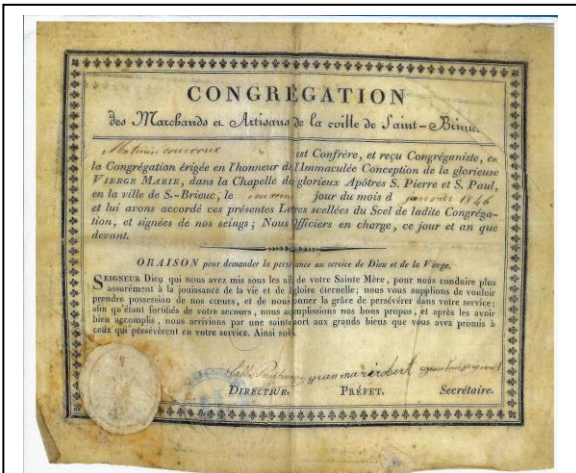 CONGRÉGATION
des Marchands et Artisans de la ville de Saint-Brieuc.
est Confrère, et reçu Congréganiste, en
la Congrégation érigée en l'honneur de l'Immaculée Conception de la glorieuse
VIERGE MARIE, dans la Chapelle de glorieux Apôtres S. Pierre et S. Paul,
en la ville de S.-Brieuc, le jour du mois d janvier 1846
et lui avons accordé ces présentes Letres scellées du Scel de ladite Congréga-
tion, et signées de nos seings; Nous Officiers en charge, ce jour et an que
devant.
ORAISON pour demander la persévérance au service de Dieu et de la Vierge.
SEIGNEUR Dieu qui nous avez mis sous les de votre Sainte Mère, pour nous conduire plus
assurément à la jouissance de la vie et de la gloire éternelle; nous vous supplions de vouloir
prendre possession de nos cœurs, et de nous donner la grâce de persévérer dans votre service;
afin qu'étant fortifiés de votre secours, nous accomplissions nos bons propos, et après les avoir
bien accomplis, nous arrivions par une sainte mort aux grands biens que vous avez promis à
ceux qui persévèrent en votre service. Ainsi soit
jean marie robert
DIRECTEUR. PRÉFET. Secrétaire.